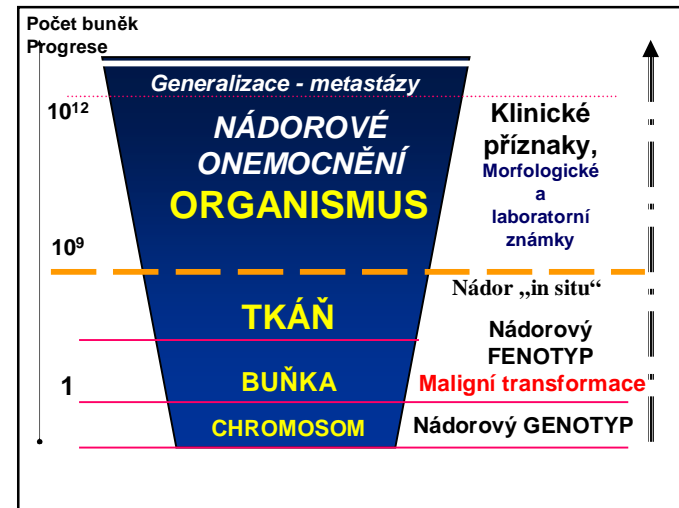 Počet buněk
Progrese
Generalizace - metastázy
10¹²
NÁDOROVÉ
ONEMOCNĚNÍ
ORGANISMUS
Klinické
příznaky,
Morfologické
a
laboratorní
známky
10⁹
Nádor „in situ“
TKÁŇ
Nádorový
FENOTYP
1
BUŇKA
Maligní transformace
CHROMOSOM
Nádorový GENOTYP